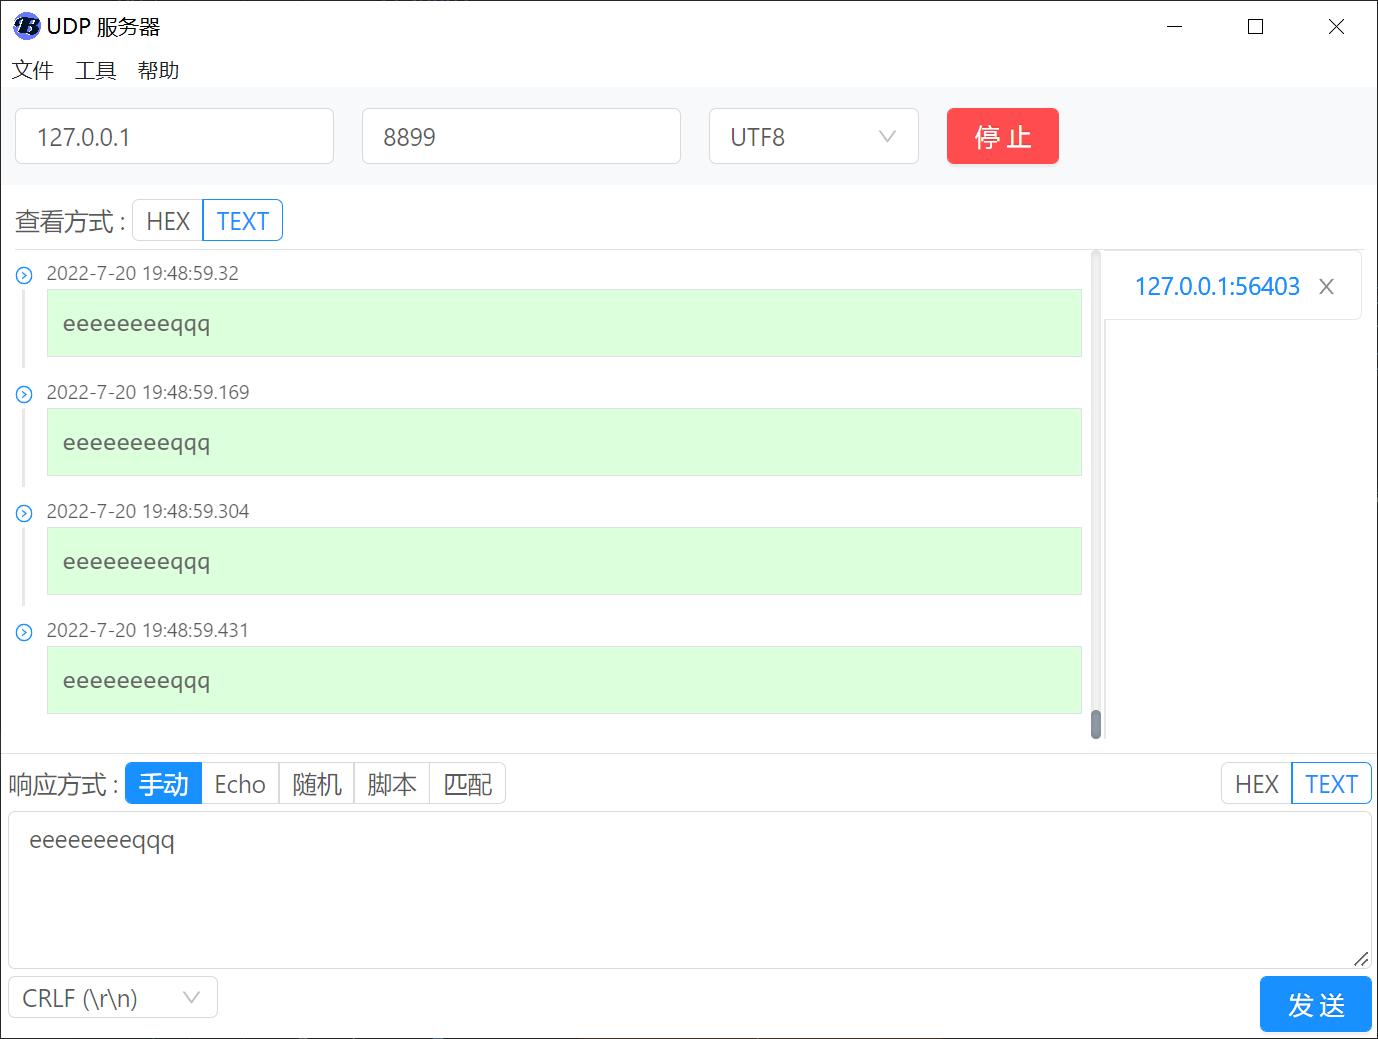 UDP 服务器
文件 工具 帮助
127.0.0.1 8899 UTF8 停止
查看方式 : HEX TEXT
2022-7-20 19:48:59.32
127.0.0.1:56403
eeeeeeeeqqq
2022-7-20 19:48:59.169
eeeeeeeeqqq
2022-7-20 19:48:59.304
eeeeeeeeqqq
2022-7-20 19:48:59.431
eeeeeeeeqqq
响应方式 : 手动 Echo 随机 脚本 匹配 HEX TEXT
eeeeeeeeqqq
CRLF (\r\n)
发送